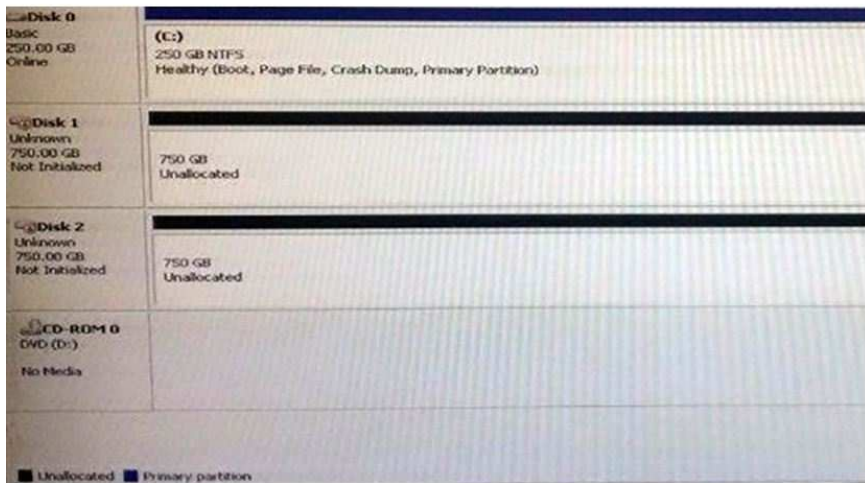 Disk 0
Basic
250.00 GB
Online
(C:)
250 GB NTFS
Healthy (Boot, Page File, Crash Dump, Primary Partition)
Disk 1
Unknown
750.00 GB
Not Initialized
750 GB
Unallocated
Disk 2
Unknown
750.00 GB
Not Initialized
750 GB
Unallocated
CD-ROM 0
DVD (D:)
No Media
Unallocated Primary partition